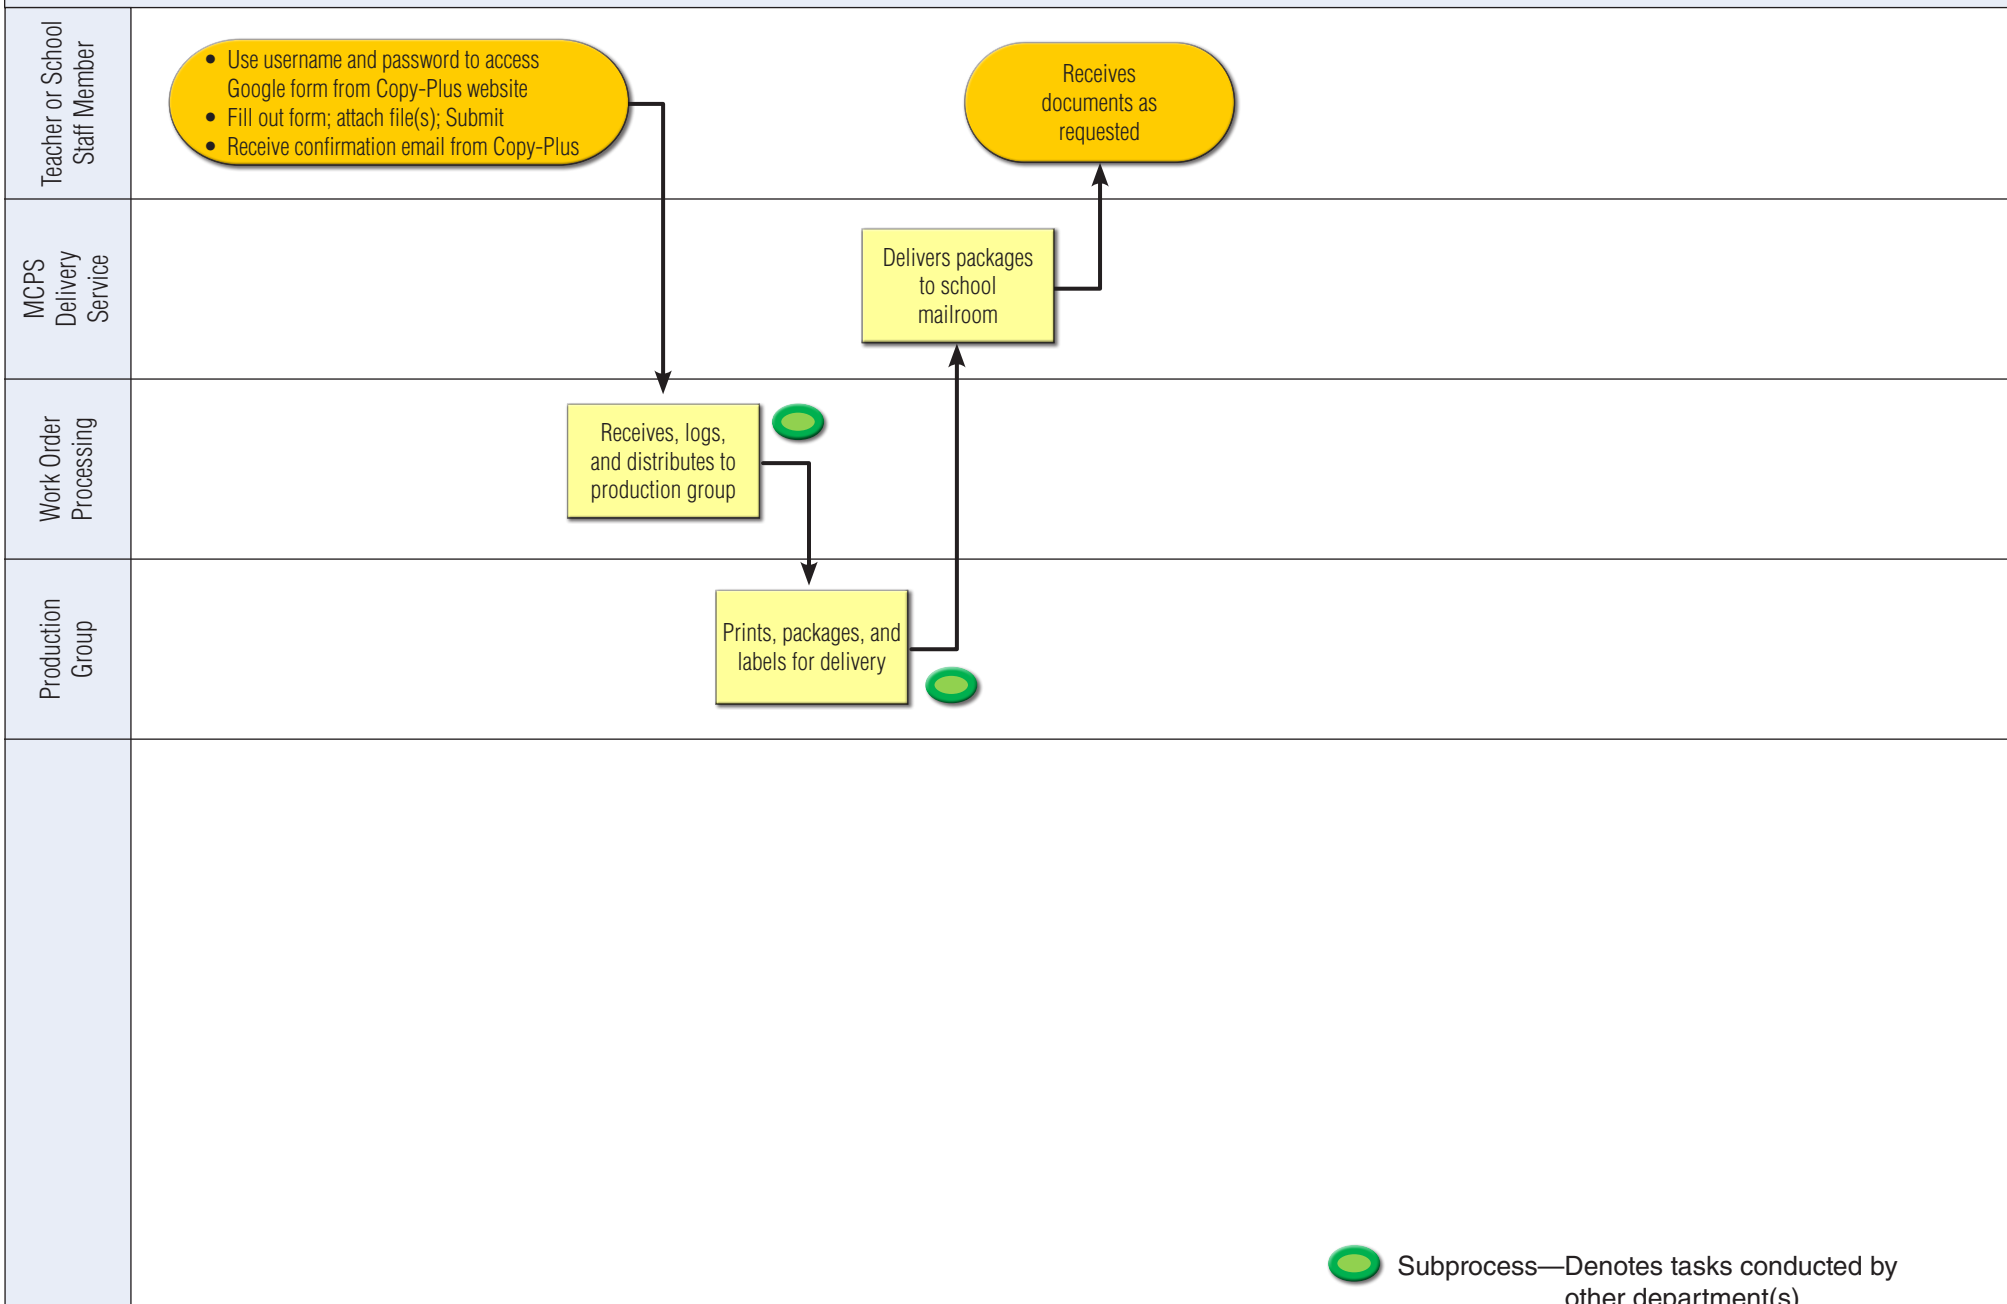 Teacher or School
Staff Member
• Use username and password to access
Google form from Copy-Plus website
• Fill out form; attach file(s); Submit
• Receive confirmation email from Copy-Plus
Receives
documents as
requested
MCPS
Delivery
Service
Delivers packages
to school
mailroom
Work Order
Processing
Receives, logs,
and distributes to
production group
Production
Group
Prints, packages, and
labels for delivery
Subprocess—Denotes tasks conducted by
other department(s)